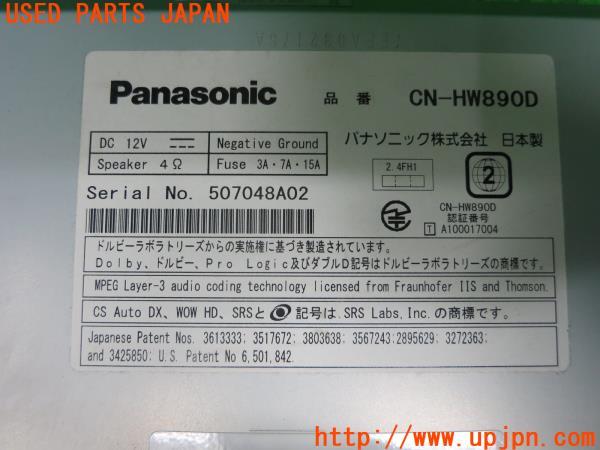 USED PARTS JAPAN
Panasonic 品番 CN-HW890D
DC 12V Negative Ground
Speaker 4Ω Fuse 3A・7A・15A
パナソニック株式会社 日本製
Serial No. 507048A02
2.4FH1
2
CN-HW890D
認証番号
T A100017004
ドルビーラボラトリーズからの実施権に基づき製造されています。
Dolby、ドルビー、Pro Logic及びダブルD記号はドルビーラボラトリーズの商標です。
MPEG Layer-3 audio coding technology licensed from Fraunhofer IIS and Thomson.
CS Auto DX, WOW HD, SRSと 記号は.SRS Labs, Inc. の商標です。
Japanese Patent Nos. 3613333; 3517672; 3803638; 3567243; 2895629; 3272363;
and 3425850; U.S. Patent No 6,501,842.
http://www.upjpn.com